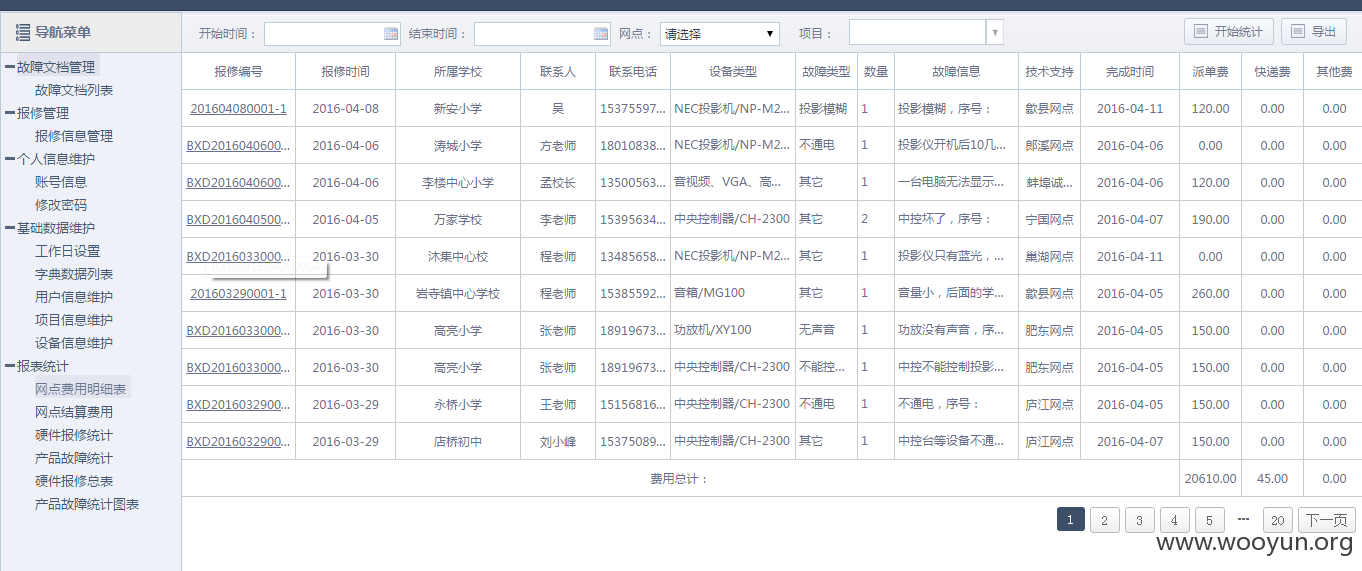 导航菜单
故障文档管理
故障文档列表
报修管理
报修信息管理
个人信息维护
账号信息
修改密码
基础数据维护
工作日设置
字典数据列表
用户信息维护
项目信息维护
设备信息维护
报表统计
网点费用明细表
网点结算费用
硬件报修统计
产品故障统计
硬件报修总表
产品故障统计图表
开始时间： 结束时间： 网点： 请选择 项目： 开始统计 导出
报修编号 报修时间 所属学校 联系人 联系电话 设备类型 故障类型 数量 故障信息 技术支持 完成时间 派单费 快递费 其他费
201604080001-1 2016-04-08 新安小学 吴 15375597... NEC投影机/NP-M2... 投影模糊 1 投影模糊，序号： 歙县网点 2016-04-11 120.00 0.00 0.00
BXD2016040600... 2016-04-06 涛城小学 方老师 18010838... NEC投影机/NP-M2... 不通电 1 投影仪开机后10几... 郎溪网点 2016-04-06 0.00 0.00 0.00
BXD2016040600... 2016-04-06 李楼中心小学 孟校长 13500563... 音视频、VGA、高... 其它 1 一台电脑无法显示... 蚌埠诚... 2016-04-06 120.00 0.00 0.00
BXD2016040500... 2016-04-05 万家学校 李老师 15395634... 中央控制器/CH-2300 其它 2 中控坏了，序号： 宁国网点 2016-04-07 190.00 0.00 0.00
BXD2016033000... 2016-03-30 沐集中心校 程老师 13485658... NEC投影机/NP-M2... 其它 1 投影仪只有蓝光，... 巢湖网点 2016-04-11 0.00 0.00 0.00
201603290001-1 2016-03-30 岩寺镇中心学校 程老师 15385592... 音箱/MG100 其它 1 音量小，后面的学... 歙县网点 2016-04-05 260.00 0.00 0.00
BXD2016033000... 2016-03-30 高亮小学 张老师 18919673... 功放机/XY100 无声音 1 功放没有声音，序... 肥东网点 2016-04-05 150.00 0.00 0.00
BXD2016033000... 2016-03-30 高亮小学 张老师 18919673... 中央控制器/CH-2300 不能控... 1 中控不能控制投影... 肥东网点 2016-04-05 150.00 0.00 0.00
BXD2016032900... 2016-03-29 永桥小学 王老师 15156816... 中央控制器/CH-2300 不通电 1 不通电，序号： 庐江网点 2016-04-05 150.00 0.00 0.00
BXD2016032900... 2016-03-29 店桥初中 刘小峰 15375089... 中央控制器/CH-2300 其它 1 中控台等设备不通... 庐江网点 2016-04-07 150.00 0.00 0.00
费用总计： 20610.00 45.00 0.00
1 2 3 4 5 --- 20 下一页
www.wooyun.org